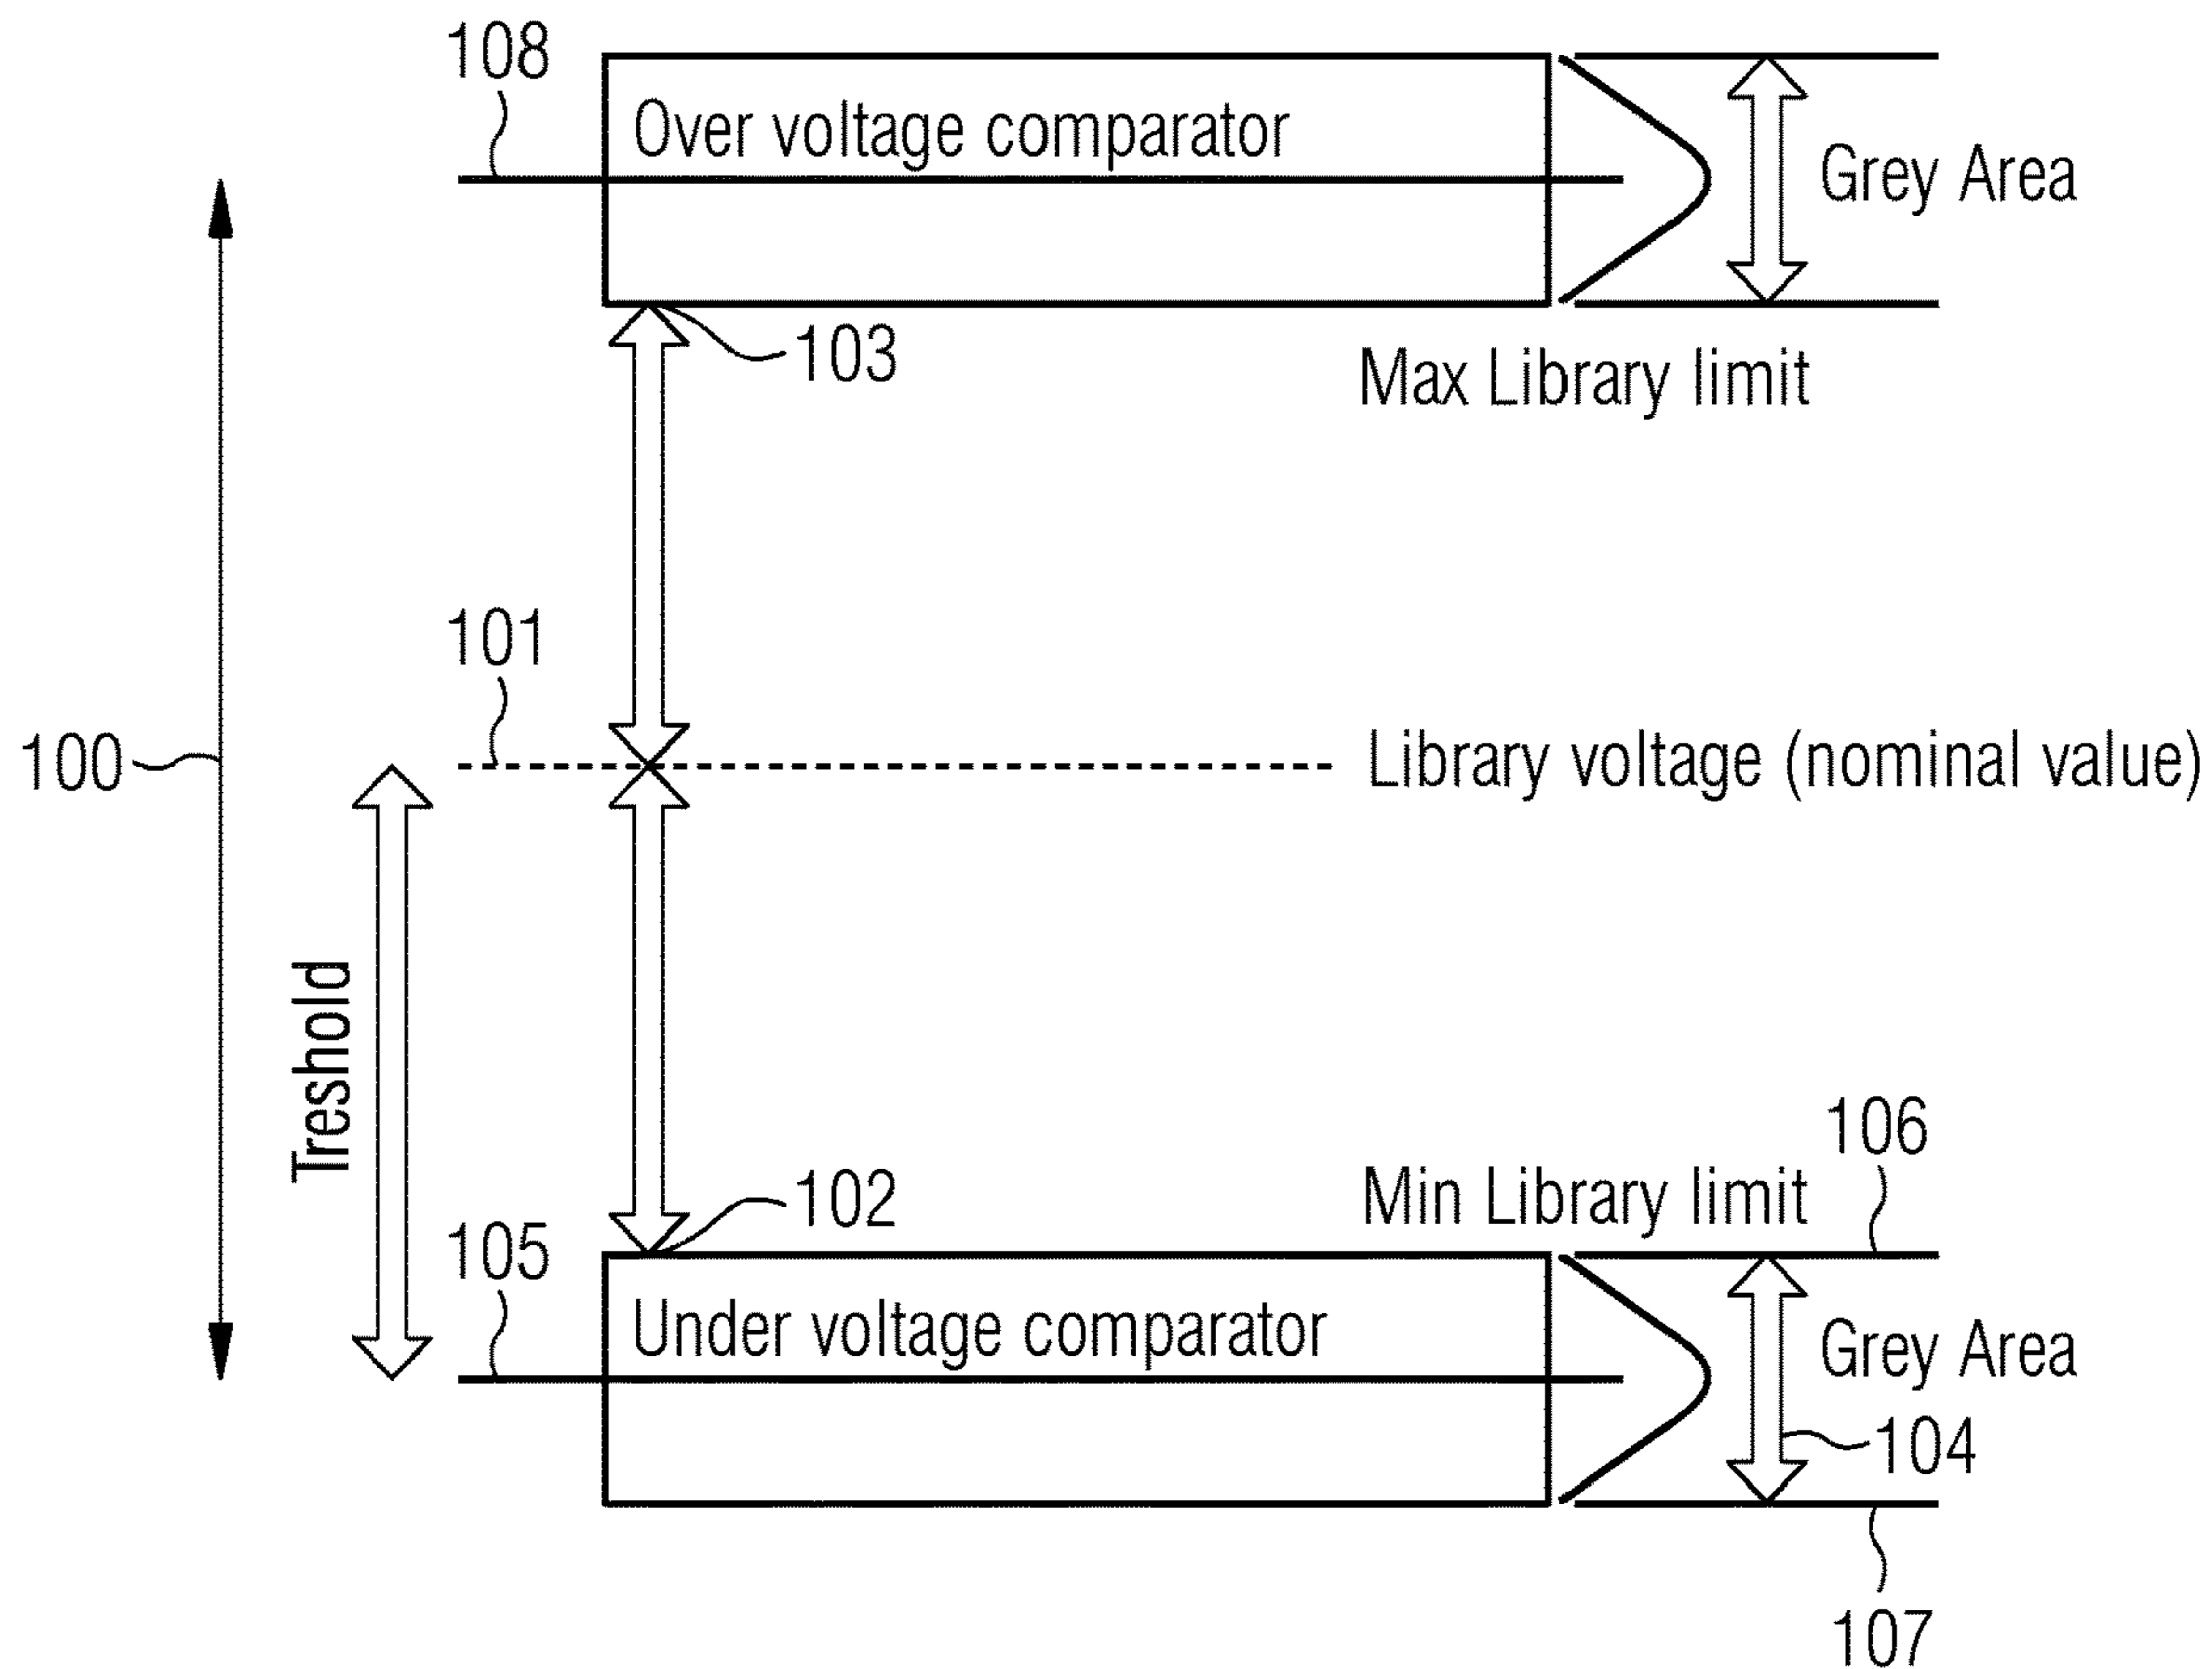 108
Over voltage comparator
Grey Area
103
Max Library limit
101
100
Library voltage (nominal value)
Treshold
106
Min Library limit
102
105
Under voltage comparator
Grey Area
104
107